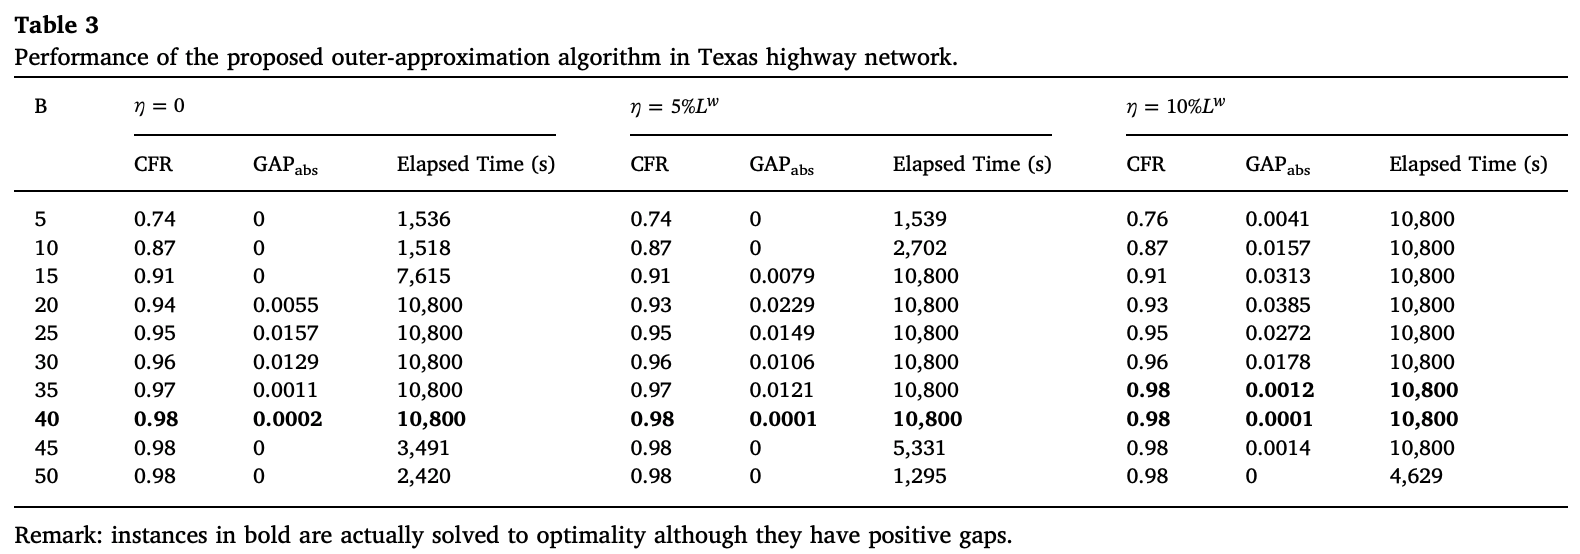 Table 3
Performance of the proposed outer-approximation algorithm in Texas highway network.
B η = 0 η = 5%Lʷ η = 10%Lʷ
CFR GAPabs Elapsed Time (s) CFR GAPabs Elapsed Time (s) CFR GAPabs Elapsed Time (s)
5 0.74 0 1,536 0.74 0 1,539 0.76 0.0041 10,800
10 0.87 0 1,518 0.87 0 2,702 0.87 0.0157 10,800
15 0.91 0 7,615 0.91 0.0079 10,800 0.91 0.0313 10,800
20 0.94 0.0055 10,800 0.93 0.0229 10,800 0.93 0.0385 10,800
25 0.95 0.0157 10,800 0.95 0.0149 10,800 0.95 0.0272 10,800
30 0.96 0.0129 10,800 0.96 0.0106 10,800 0.96 0.0178 10,800
35 0.97 0.0011 10,800 0.97 0.0121 10,800 0.98 0.0012 10,800
40 0.98 0.0002 10,800 0.98 0.0001 10,800 0.98 0.0001 10,800
45 0.98 0 3,491 0.98 0 5,331 0.98 0.0014 10,800
50 0.98 0 2,420 0.98 0 1,295 0.98 0 4,629
Remark: instances in bold are actually solved to optimality although they have positive gaps.